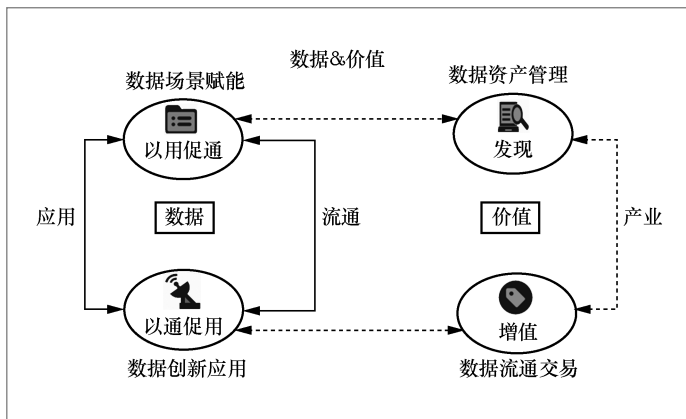 数据&价值
数据场景赋能
数据资产管理
以用促通
发现
应用
数据
流通
价值
产业
以通促用
增值
数据创新应用
数据流通交易